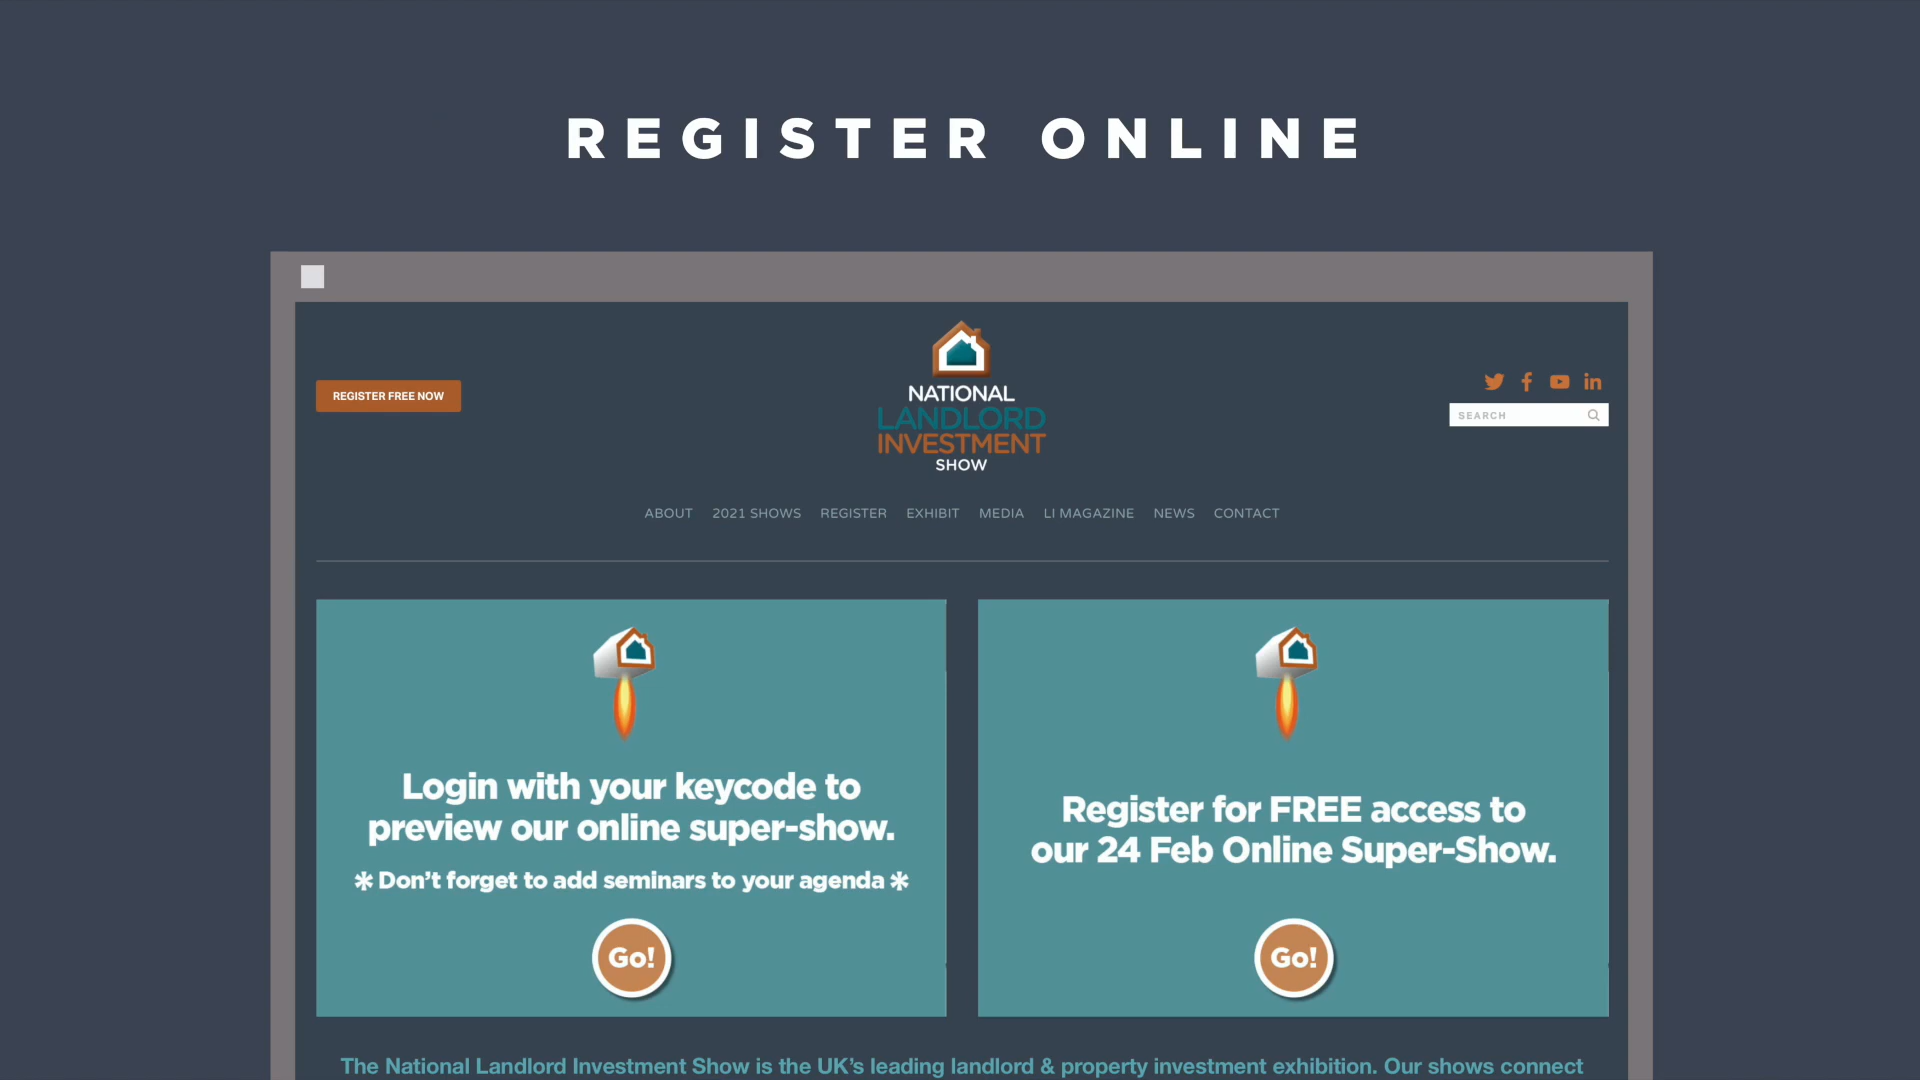 REGISTER ONLINE
REGISTER FREE NOW
NATIONAL
LANDLORD
INVESTMENT
SHOW
SEARCH
ABOUT 2021 SHOWS REGISTER EXHIBIT MEDIA LI MAGAZINE NEWS CONTACT
Login with your keycode to
preview our online super-show.
* Don't forget to add seminars to your agenda *
Go!
Register for FREE access to
our 24 Feb Online Super-Show.
Go!
The National Landlord Investment Show is the UK's leading landlord & property investment exhibition. Our shows connect